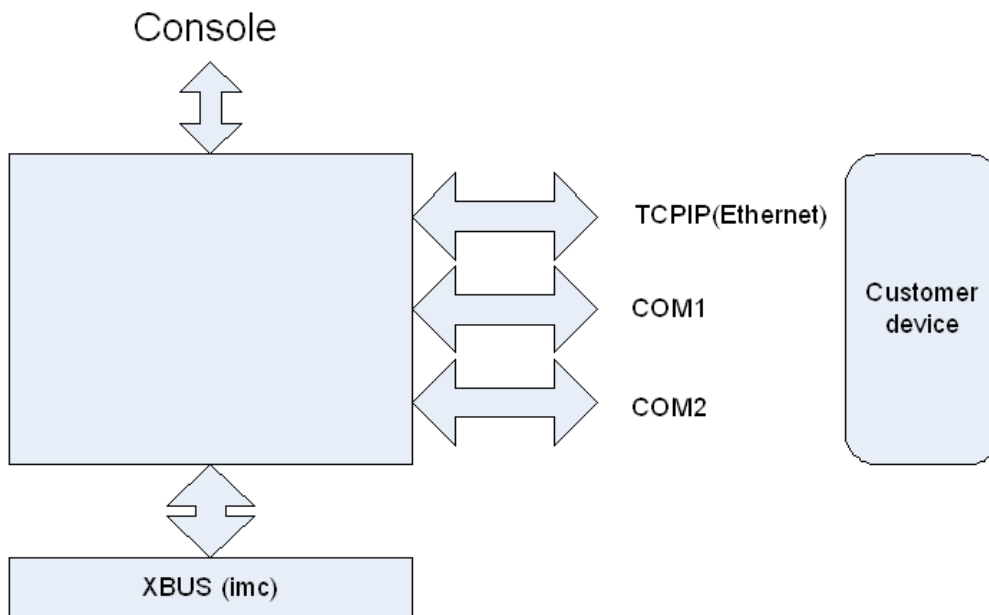 Console
TCPIP(Ethernet)
COM1
COM2
Customer
device
XBUS (imc)